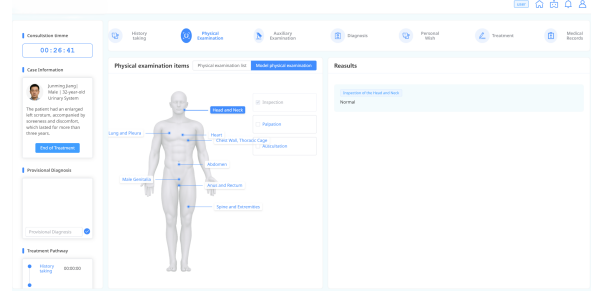 Consultation timme
00:26:41
Case Information
Junming Jiang|
Male | 32-year-old
Urinary System
The patient had an enlarged
left scrotum, accompanied by
soreness and discomfort,
which lasted for more than
three years.
End of Treatment
Provisional Diagnosis
Provisional Diagnosis
Treatment Pathway
History
taking
00:00:00
History
taking
Physical
Examination
Auxiliary
Examination
Diagnosis
Personal
Wish
Treatment
Medical
Records
Physical examination items
Physical examination list
Model physical examination
Head and Neck
Inspection
Palpation
Auscultation
Lung and Pleura
Heart
Chest Wall, Thoracic Cage
Abdomen
Male Genitalia
Anus and Rectum
Spine and Extremities
Reasults
Inspection of the Head and Neck
Normal